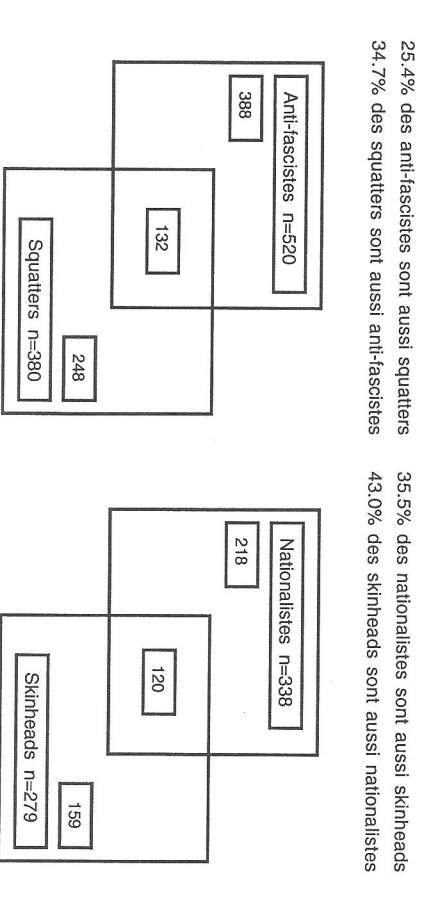 25.4% des anti-fascistes sont aussi squatters
34.7% des squatters sont aussi anti-fascistes
Anti-fascistes n=520
388
132
248
Squatters n=380
35.5% des nationalistes sont aussi skinheads
43.0% des skinheads sont aussi nationalistes
Nationalistes n=338
218
120
159
Skinheads n=279